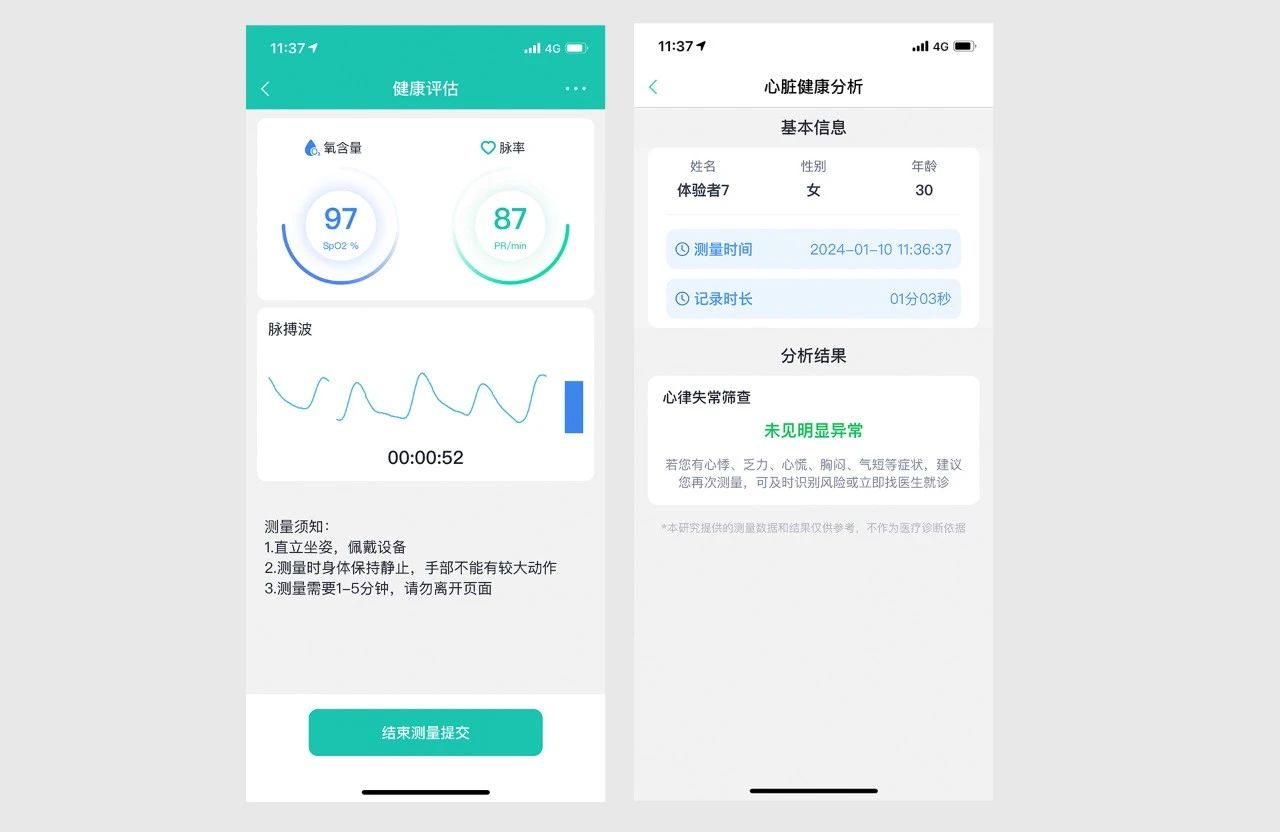 11:37
4G
健康评估
氧含量
脉率
97
SpO2 %
87
PR/min
脉搏波
00:00:52
测量须知:
1.直立坐姿，佩戴设备
2.测量时身体保持静止，手部不能有较大动作
3.测量需要1-5分钟，请勿离开页面
结束测量提交
11:37
4G
心脏健康分析
基本信息
姓名 性别 年龄
体验者7 女 30
测量时间 2024-01-10 11:36:37
记录时长 01分03秒
分析结果
心律失常筛查
未见明显异常
若您有心悸、乏力、心慌、胸闷、气短等症状，建议
您再次测量，可及时识别风险或立即找医生就诊
*本研究提供的测量数据和结果仅供参考，不作为医疗诊断依据